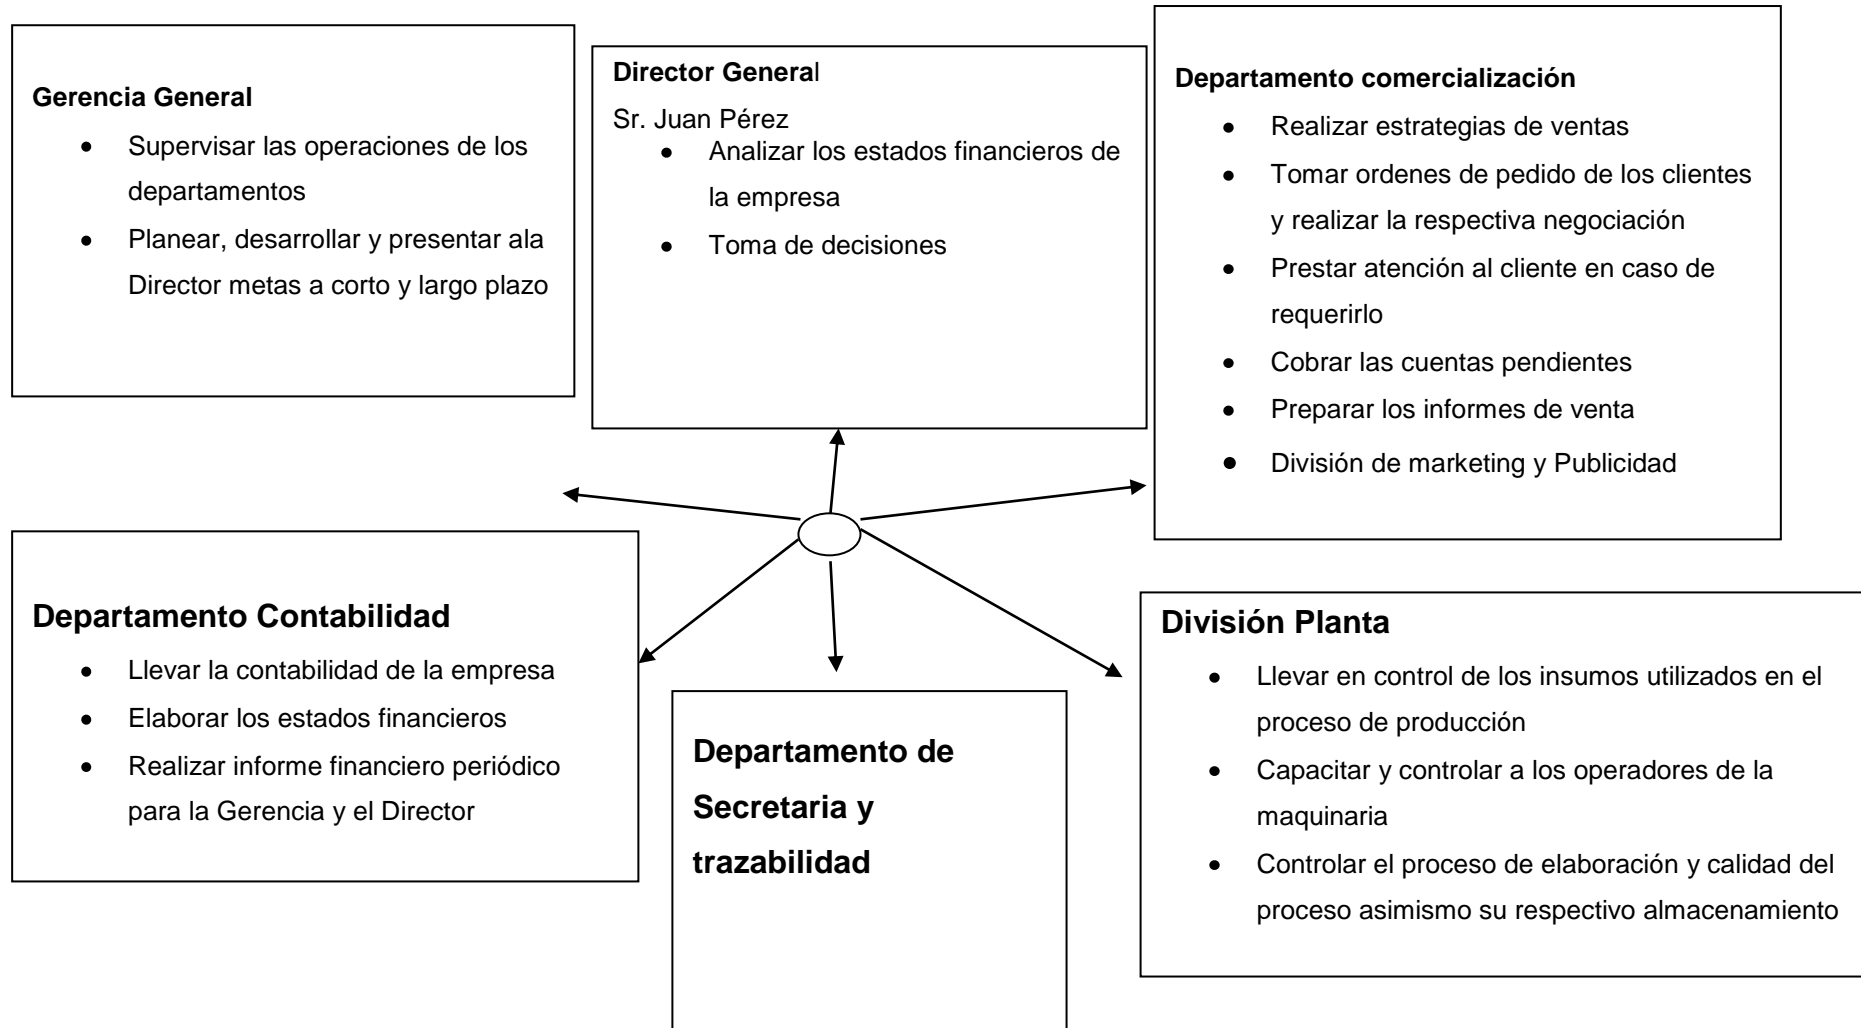 Gerencia General
Supervisar las operaciones de los
departamentos
Planear, desarrollar y presentar ala
Director metas a corto y largo plazo
Director General
Sr. Juan Pérez
Analizar los estados financieros de
la empresa
Toma de decisiones
Departamento comercialización
Realizar estrategias de ventas
Tomar ordenes de pedido de los clientes
y realizar la respectiva negociación
Prestar atención al cliente en caso de
requerirlo
Cobrar las cuentas pendientes
Preparar los informes de venta
División de marketing y Publicidad
Departamento Contabilidad
Llevar la contabilidad de la empresa
Elaborar los estados financieros
Realizar informe financiero periódico
para la Gerencia y el Director
Departamento de
Secretaria y
trazabilidad
División Planta
Llevar en control de los insumos utilizados en el
proceso de producción
Capacitar y controlar a los operadores de la
maquinaria
Controlar el proceso de elaboración y calidad del
proceso asimismo su respectivo almacenamiento